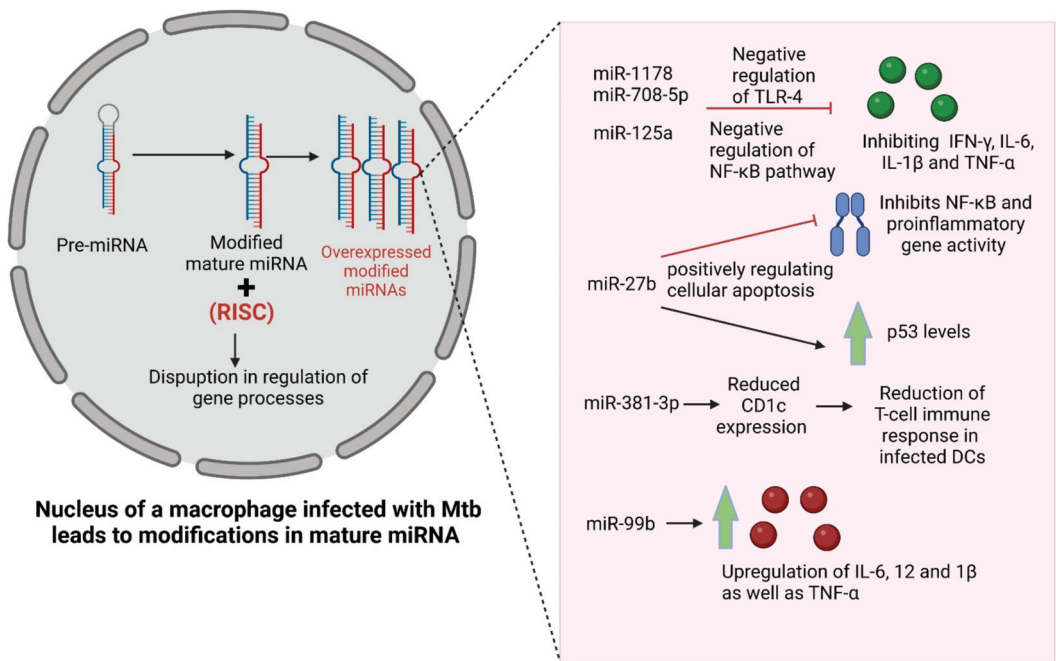 Pre-miRNA
Modified
mature miRNA
+
(RISC)
Overexpressed
modified
miRNAs
Dispuption in regulation of
gene processes
Nucleus of a macrophage infected with Mtb
leads to modifications in mature miRNA
miR-1178
miR-708-5p
miR-125a
Negative
regulation
of TLR-4
Negative
regulation of
NF-κB pathway
Inhibiting IFN-γ, IL-6,
IL-1β and TNF-α
Inhibits NF-κB and
proinflammatory
gene activity
miR-27b
positively regulating
cellular apoptosis
p53 levels
miR-381-3p
Reduced
CD1c
expression
Reduction of
T-cell immune
response in
infected DCs
miR-99b
Upregulation of IL-6, 12 and 1β
as well as TNF-α